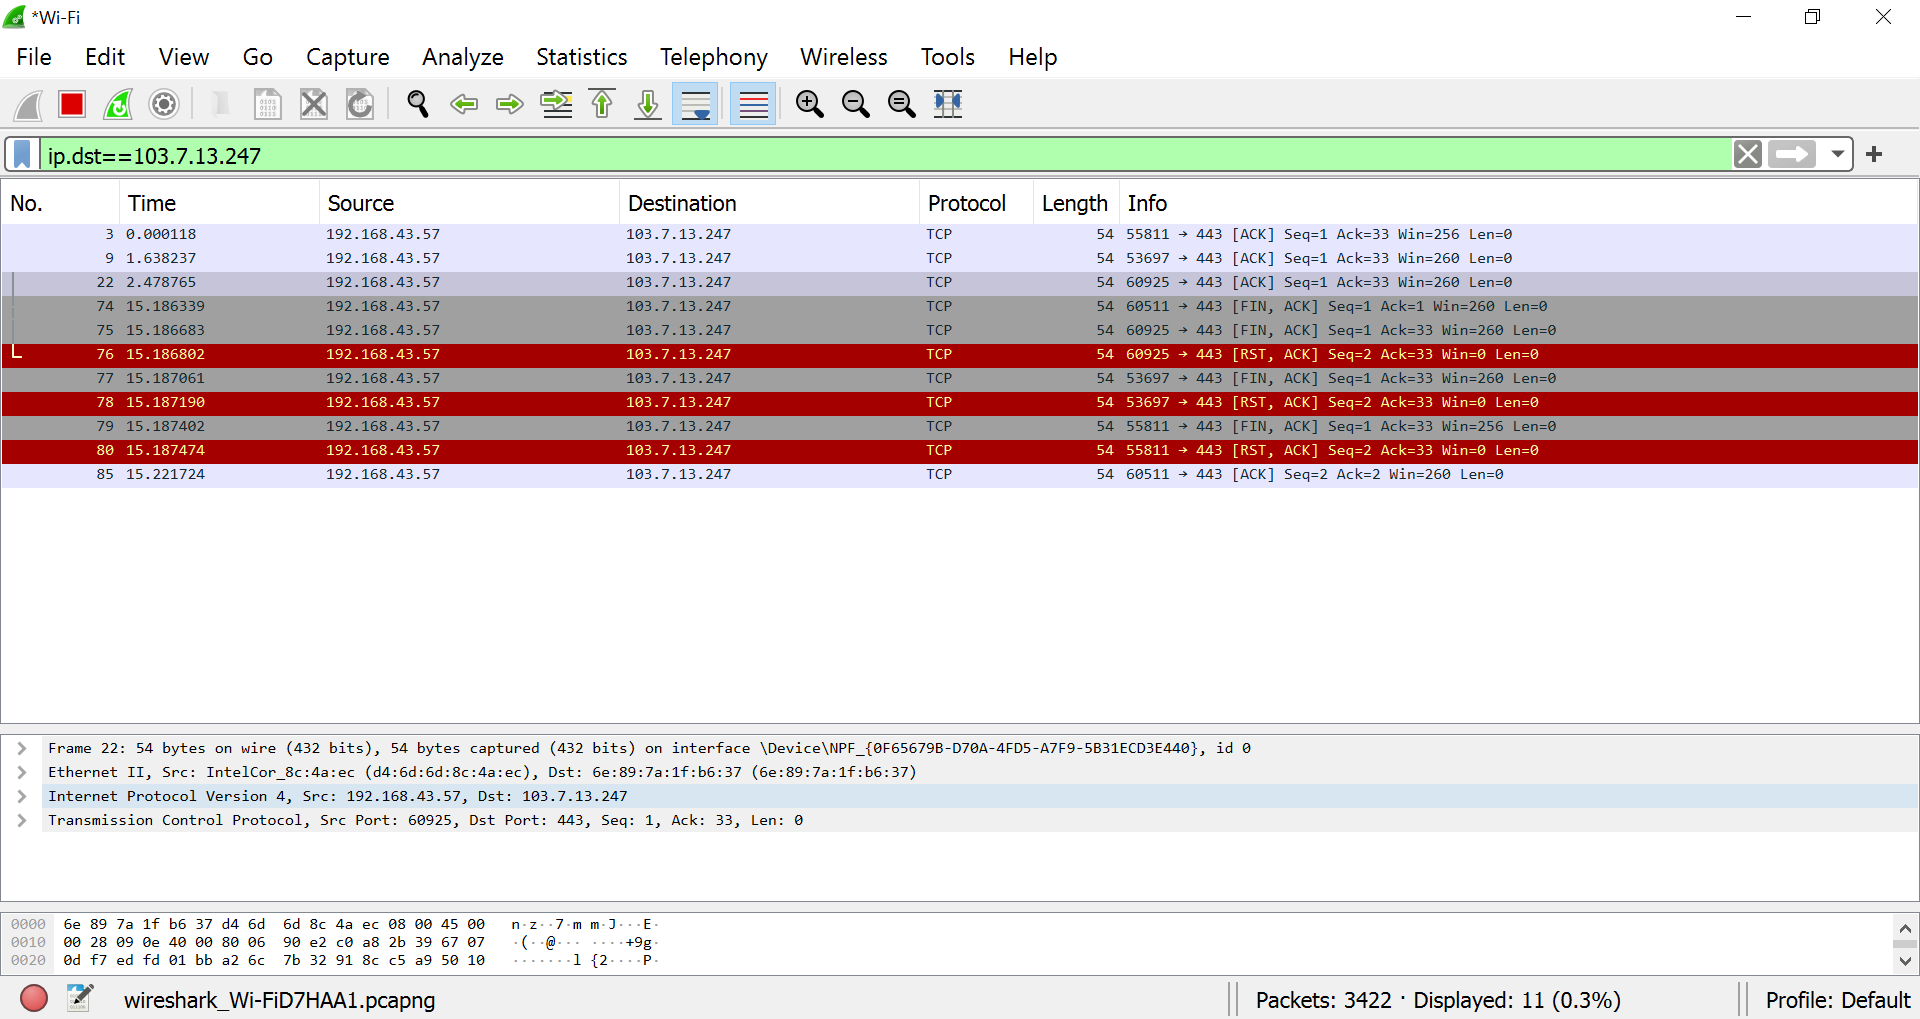 *Wi-Fi
File Edit View Go Capture Analyze Statistics Telephony Wireless Tools Help
ip.dst==103.7.13.247
No. Time Source Destination Protocol Length Info
3 0.000118 192.168.43.57 103.7.13.247 TCP 54 55811 → 443 [ACK] Seq=1 Ack=33 Win=256 Len=0
9 1.638237 192.168.43.57 103.7.13.247 TCP 54 53697 → 443 [ACK] Seq=1 Ack=33 Win=260 Len=0
22 2.478765 192.168.43.57 103.7.13.247 TCP 54 60925 → 443 [ACK] Seq=1 Ack=33 Win=260 Len=0
74 15.186339 192.168.43.57 103.7.13.247 TCP 54 60511 → 443 [FIN, ACK] Seq=1 Ack=1 Win=260 Len=0
75 15.186683 192.168.43.57 103.7.13.247 TCP 54 60925 → 443 [FIN, ACK] Seq=1 Ack=33 Win=260 Len=0
76 15.186802 192.168.43.57 103.7.13.247 TCP 54 60925 → 443 [RST, ACK] Seq=2 Ack=33 Win=0 Len=0
77 15.187061 192.168.43.57 103.7.13.247 TCP 54 53697 → 443 [FIN, ACK] Seq=1 Ack=33 Win=260 Len=0
78 15.187190 192.168.43.57 103.7.13.247 TCP 54 53697 → 443 [RST, ACK] Seq=2 Ack=33 Win=0 Len=0
79 15.187402 192.168.43.57 103.7.13.247 TCP 54 55811 → 443 [FIN, ACK] Seq=1 Ack=33 Win=256 Len=0
80 15.187474 192.168.43.57 103.7.13.247 TCP 54 55811 → 443 [RST, ACK] Seq=2 Ack=33 Win=0 Len=0
85 15.221724 192.168.43.57 103.7.13.247 TCP 54 60511 → 443 [ACK] Seq=2 Ack=2 Win=260 Len=0
Frame 22: 54 bytes on wire (432 bits), 54 bytes captured (432 bits) on interface \Device\NPF_{0F65679B-D70A-4FD5-A7F9-5B31ECD3E440}, id 0
Ethernet II, Src: IntelCor_8c:4a:ec (d4:6d:6d:8c:4a:ec), Dst: 6e:89:7a:1f:b6:37 (6e:89:7a:1f:b6:37)
Internet Protocol Version 4, Src: 192.168.43.57, Dst: 103.7.13.247
Transmission Control Protocol, Src Port: 60925, Dst Port: 443, Seq: 1, Ack: 33, Len: 0
0000 6e 89 7a 1f b6 37 d4 6d 6d 8c 4a ec 08 00 45 00 n·z··7·m m·J···E·
0010 00 28 09 0e 40 00 80 06 90 e2 c0 a8 2b 39 67 07 ·(··@··· ····+9g·
0020 0d f7 ed fd 01 bb a2 6c 7b 32 91 8c c5 a9 50 10 ·······l {2····P·
wireshark_Wi-FiD7HAA1.pcapng Packets: 3422 · Displayed: 11 (0.3%) Profile: Default